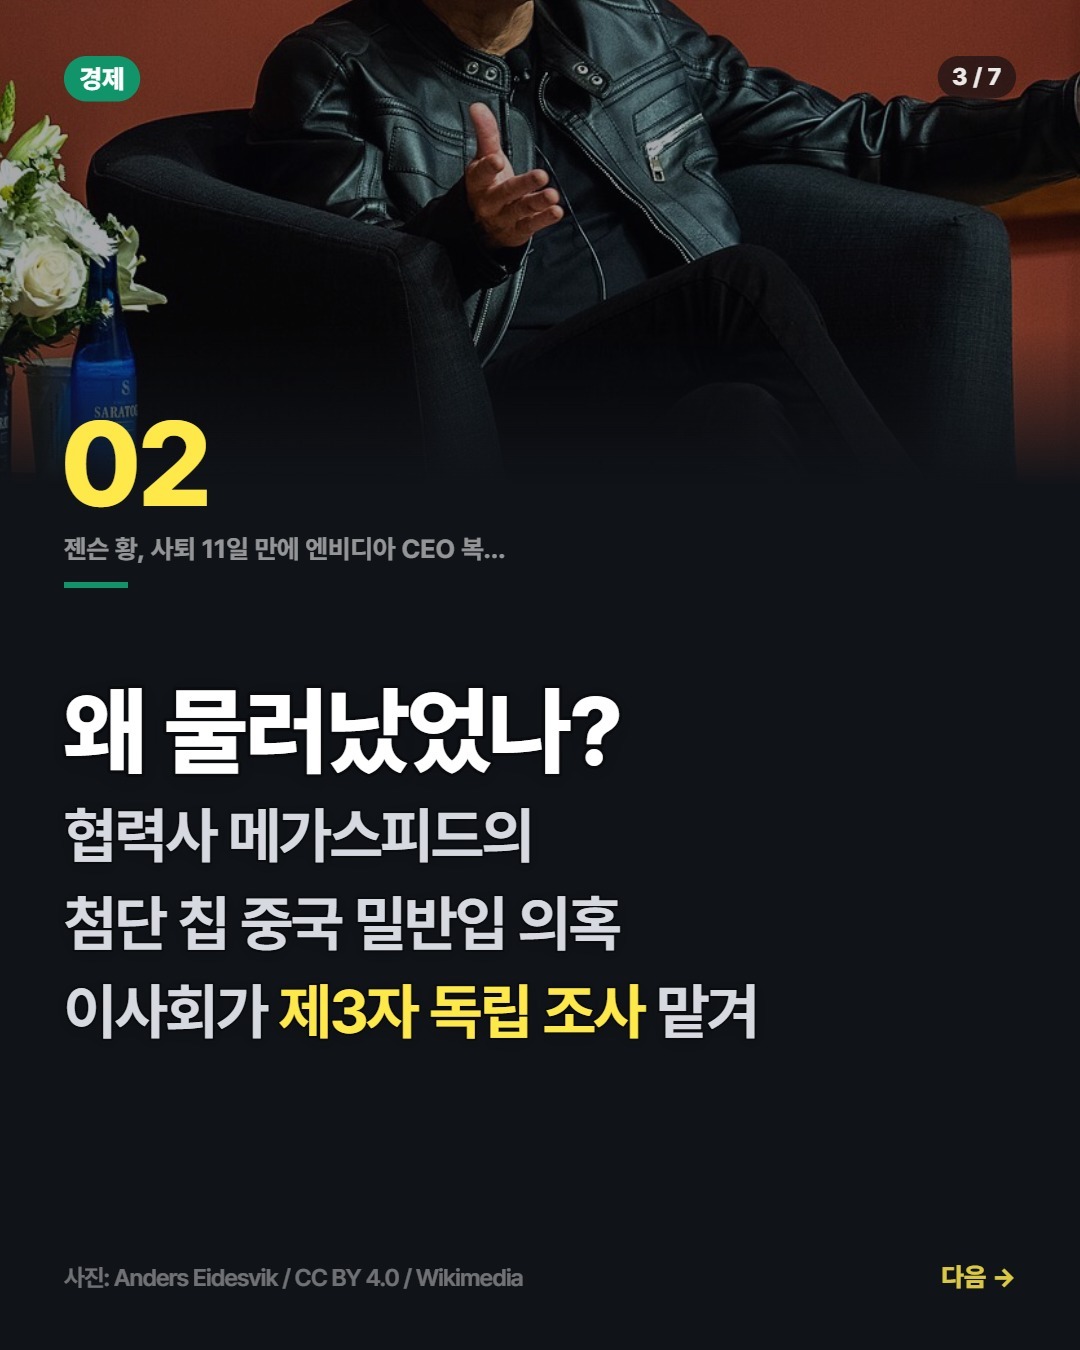 경제
3 / 7
S
SARATO
02
젠슨 황, 사퇴 11일 만에 엔비디아 CEO 복...
왜 물러났었나?
협력사 메가스피드의
첨단 칩 중국 밀반입 의혹
이사회가 제3자 독립 조사 맡겨
사진: Anders Eidesvik / CC BY 4.0 / Wikimedia
다음 →